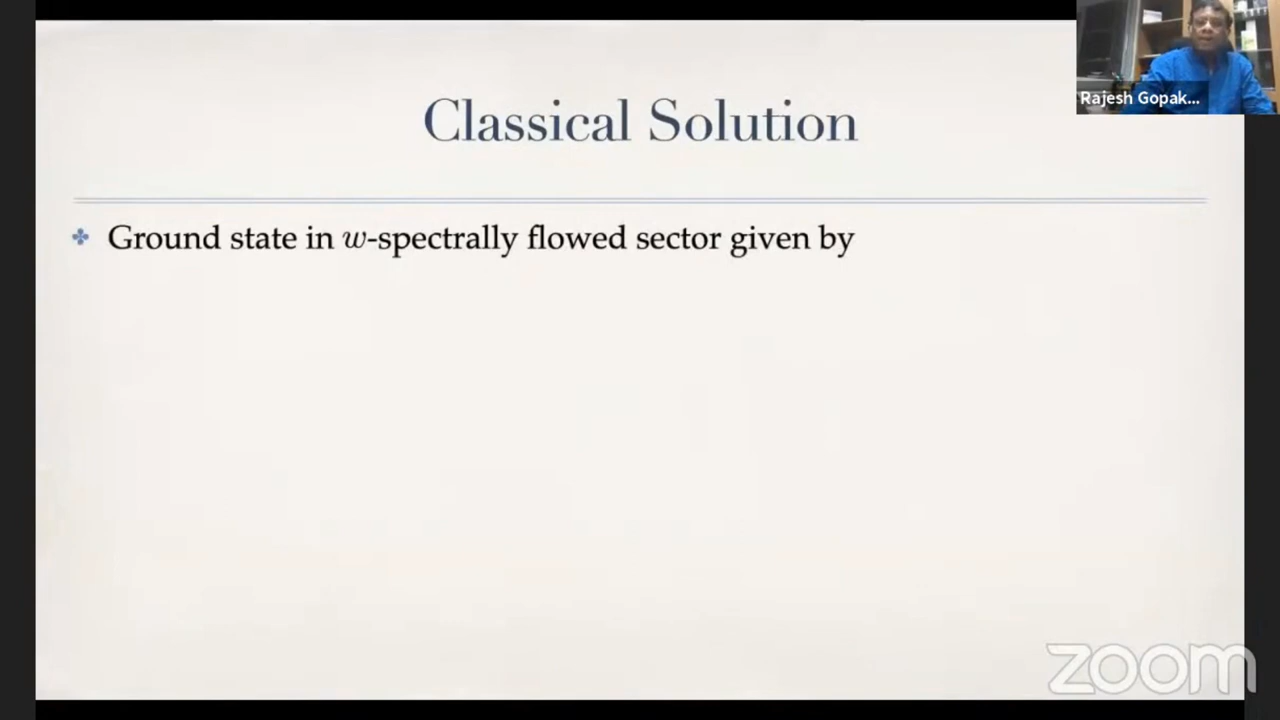 Rajesh Gopak...
Classical Solution
Ground state in w-spectrally flowed sector given by
zoom